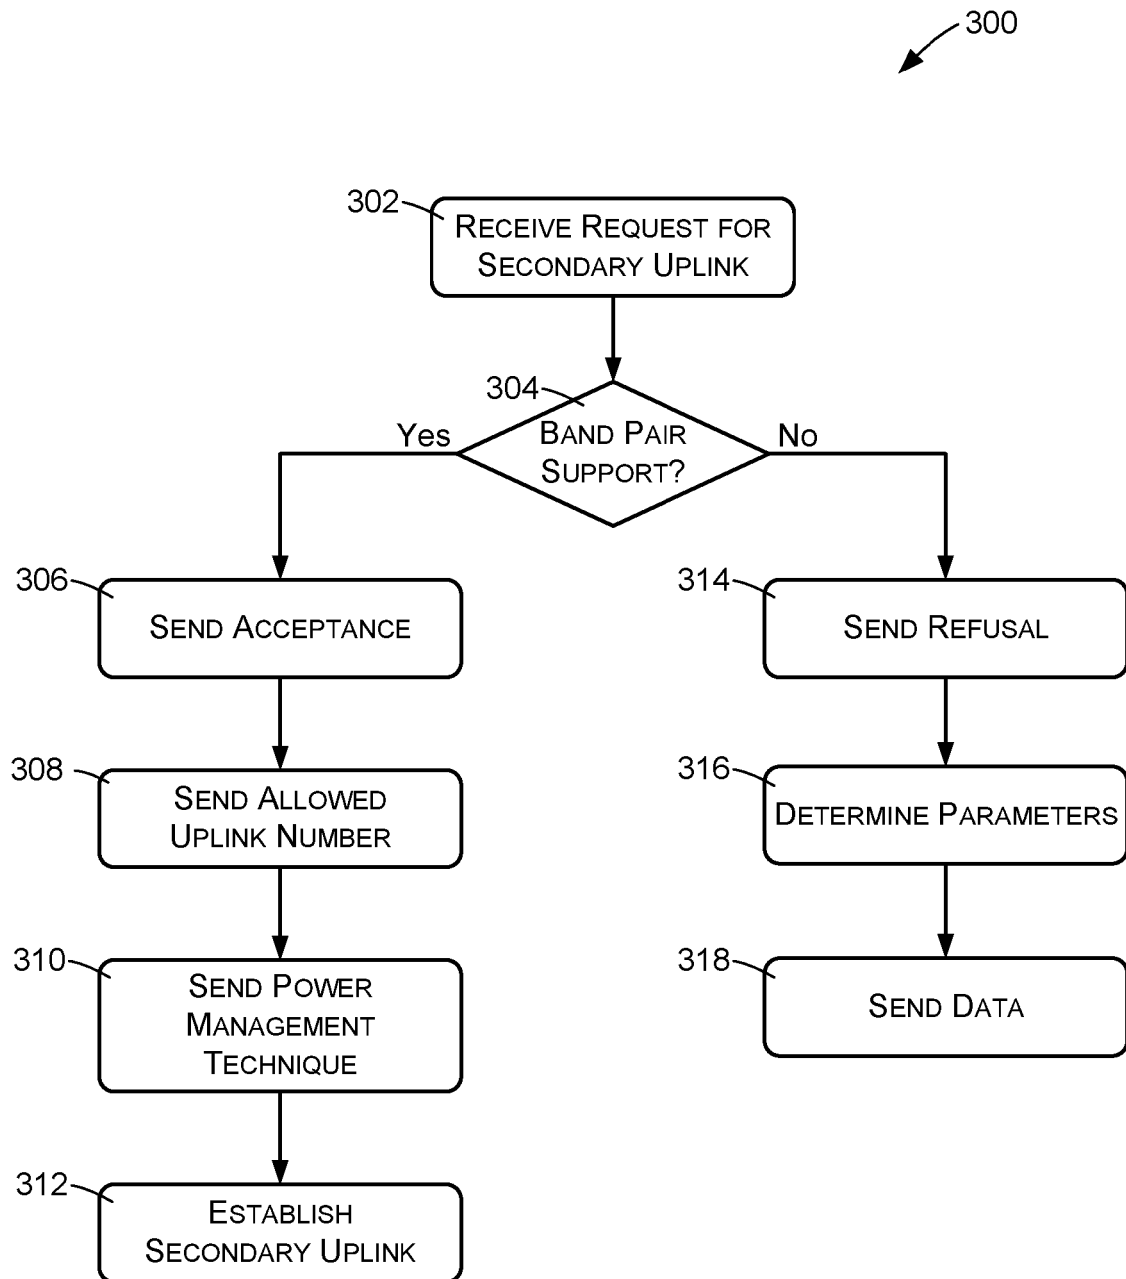 300
302
RECEIVE REQUEST FOR
SECONDARY UPLINK
304
BAND PAIR
SUPPORT?
Yes
No
306
SEND ACCEPTANCE
308
SEND ALLOWED
UPLINK NUMBER
310
SEND POWER
MANAGEMENT
TECHNIQUE
312
ESTABLISH
SECONDARY UPLINK
314
SEND REFUSAL
316
DETERMINE PARAMETERS
318
SEND DATA